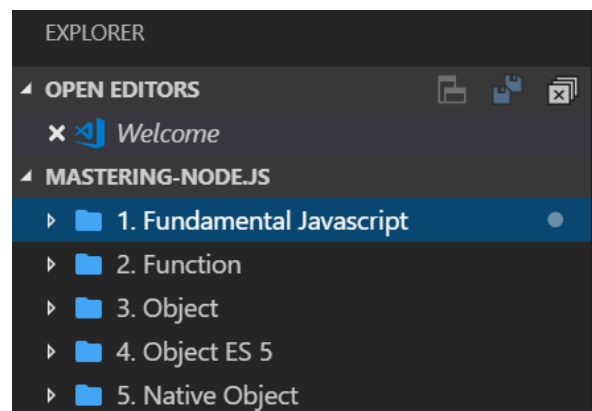 EXPLORER
OPEN EDITORS
Welcome
MASTERING-NODE.JS
1. Fundamental Javascript
2. Function
3. Object
4. Object ES 5
5. Native Object